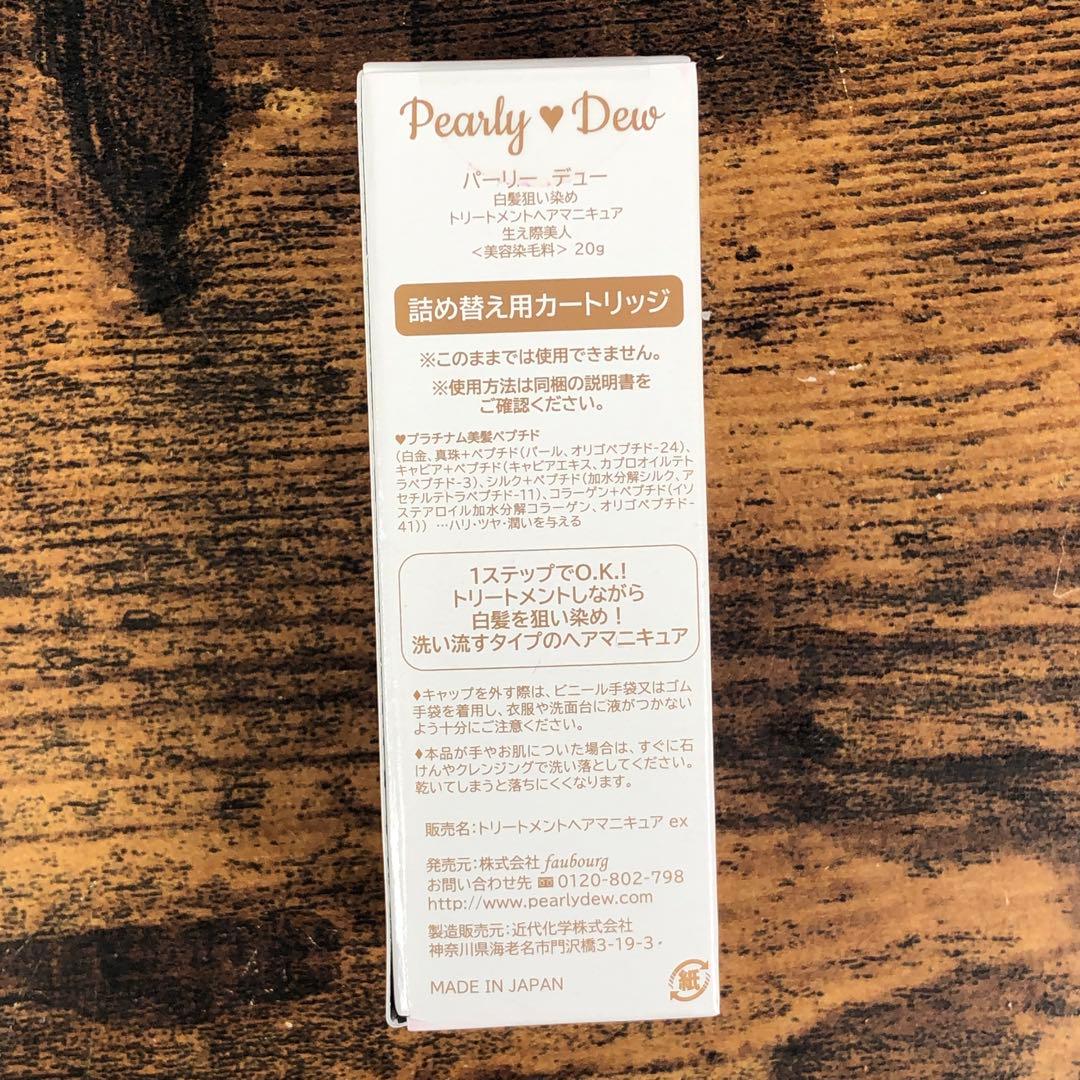 Pearly ♥ Dew
パーリー デュー
白髪狙い染め
トリートメントヘアマニキュア
生え際美人
<美容染毛料> 20g
詰め替え用カートリッジ
※このままでは使用できません。
※使用方法は同梱の説明書を
ご確認ください。
♥プラチナム美髪ペプチド
(白金、真珠+ペプチド(パール、オリゴペプチド-24)、
キャビア+ペプチド(キャビアエキス、カプロオイルテト
ラペプチド-3)、シルク+ペプチド(加水分解シルク、ア
セチルテトラペプチド-11)、コラーゲン+ペプチド(イソ
ステアロイル加水分解コラーゲン、オリゴペプチド-
41)) …ハリ・ツヤ・潤いを与える
1ステップでO.K.!
トリートメントしながら
白髪を狙い染め!
洗い流すタイプのヘアマニキュア
♦キャップを外す際は、ビニール手袋又はゴム
手袋を着用し、衣服や洗面台に液がつかない
よう十分にご注意ください。
♦本品が手やお肌についた場合は、すぐに石
けんやクレンジングで洗い落としてください。
乾いてしまうと落ちにくくなります。
販売名:トリートメントヘアマニキュア ex
発売元:株式会社 faubourg
お問い合わせ先 ☎ 0120-802-798
http://www.pearlydew.com
製造販売元:近代化学株式会社
神奈川県海老名市門沢橋3-19-3
MADE IN JAPAN
紙